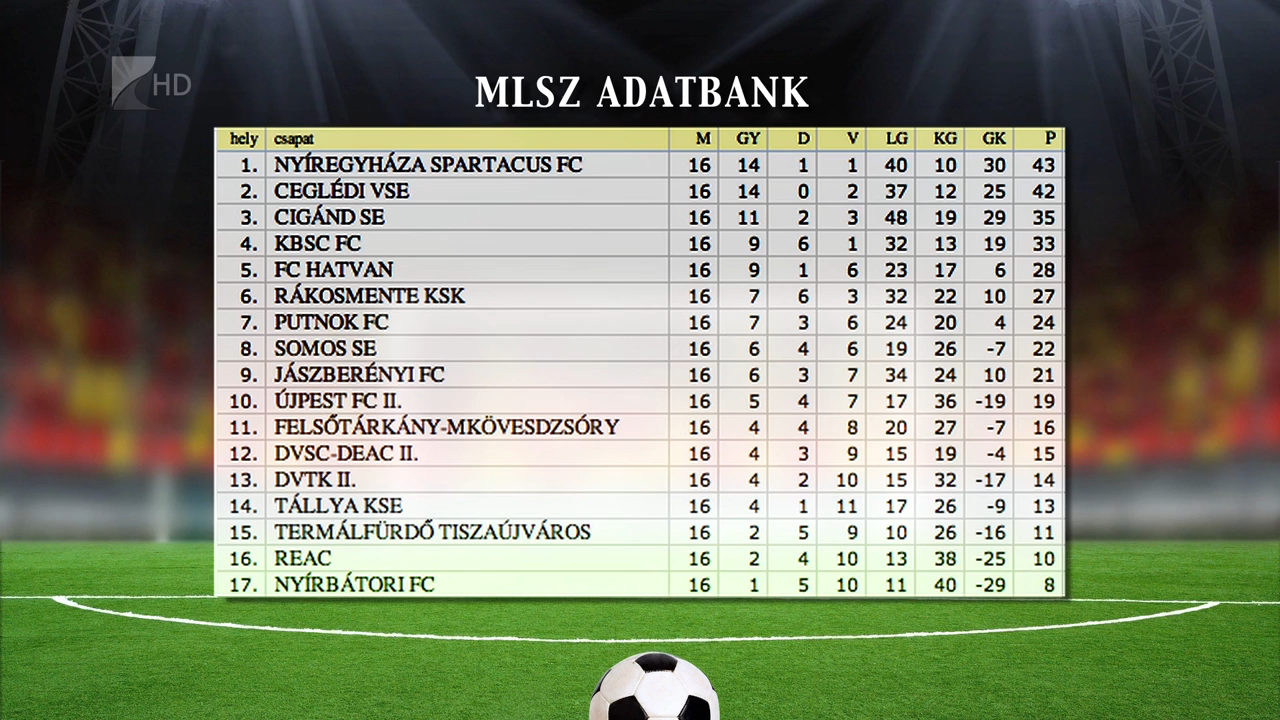 HD
MLSZ ADATBANK
hely csapat M GY D V LG KG GK P
1. NYÍREGYHÁZA SPARTACUS FC 16 14 1 1 40 10 30 43
2. CEGLÉDI VSE 16 14 0 2 37 12 25 42
3. CIGÁND SE 16 11 2 3 48 19 29 35
4. KBSC FC 16 9 6 1 32 13 19 33
5. FC HATVAN 16 9 1 6 23 17 6 28
6. RÁKOSMENTE KSK 16 7 6 3 32 22 10 27
7. PUTNOK FC 16 7 3 6 24 20 4 24
8. SOMOS SE 16 6 4 6 19 26 -7 22
9. JÁSZBERÉNYI FC 16 6 3 7 34 24 10 21
10. ÚJPEST FC II. 16 5 4 7 17 36 -19 19
11. FELSŐTÁRKÁNY-MKÖVESDZSÓRY 16 4 4 8 20 27 -7 16
12. DVSC-DEAC II. 16 4 3 9 15 19 -4 15
13. DVTK II. 16 4 2 10 15 32 -17 14
14. TÁLLYA KSE 16 4 1 11 17 26 -9 13
15. TERMÁLFÜRDŐ TISZAÚJVÁROS 16 2 5 9 10 26 -16 11
16. REAC 16 2 4 10 13 38 -25 10
17. NYÍRBÁTORI FC 16 1 5 10 11 40 -29 8